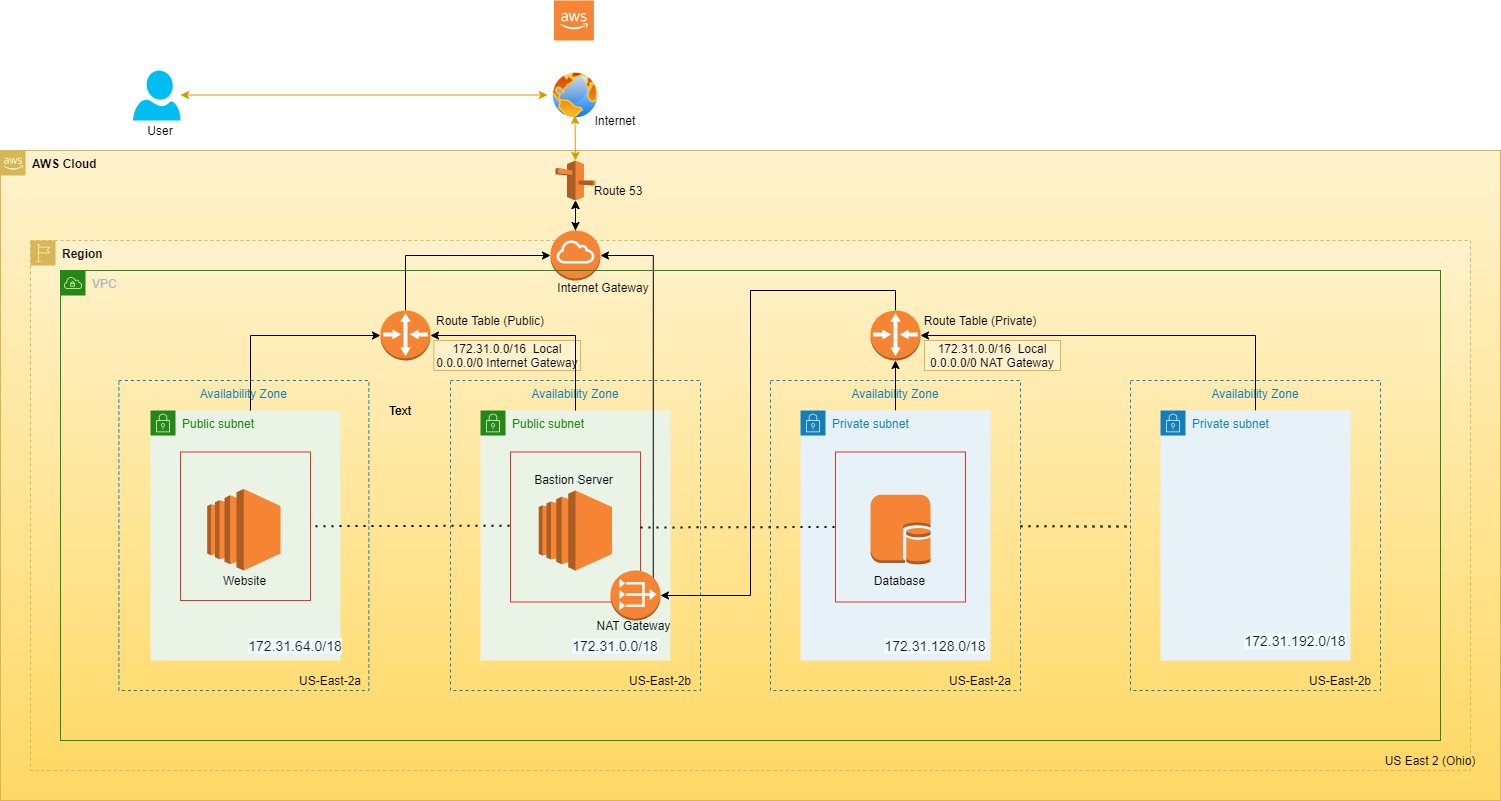 aws
User
Internet
aws
AWS Cloud
Route 53
Region
VPC
Internet Gateway
Route Table (Public)
172.31.0.0/16 Local
0.0.0.0/0 Internet Gateway
Route Table (Private)
172.31.0.0/16 Local
0.0.0.0/0 NAT Gateway
Availability Zone
Text
Availability Zone
Availability Zone
Availability Zone
Public subnet
Public subnet
Private subnet
Private subnet
Bastion Server
Website
Database
NAT Gateway
172.31.64.0/18
172.31.0.0/18
172.31.128.0/18
172.31.192.0/18
US-East-2a
US-East-2b
US-East-2a
US-East-2b
US East 2 (Ohio)